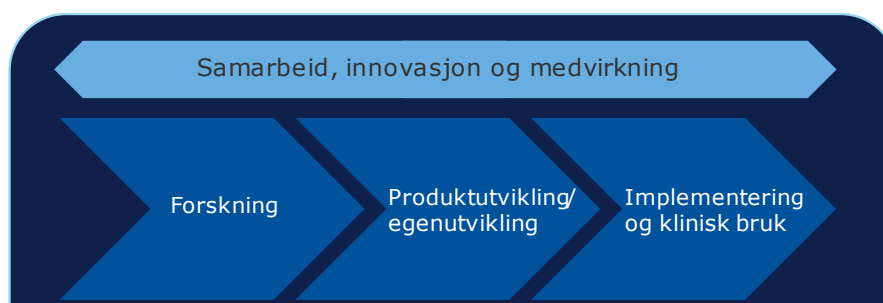 Samarbeid, innovasjon og medvirkning
Forskning
Produktutvikling/
egenutvikling
Implementering
og klinisk bruk